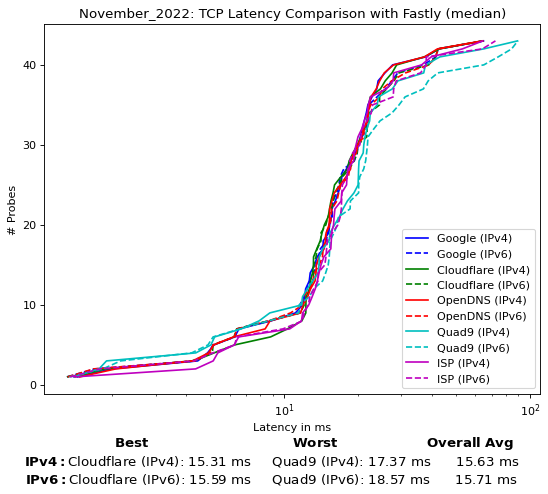 November_2022: TCP Latency Comparison with Fastly (median)
# Probes
40
30
20
10
0
Google (IPv4)
Google (IPv6)
Cloudflare (IPv4)
Cloudflare (IPv6)
OpenDNS (IPv4)
OpenDNS (IPv6)
Quad9 (IPv4)
Quad9 (IPv6)
ISP (IPv4)
ISP (IPv6)
10¹ 10²
Latency in ms
Best Worst Overall Avg
IPv4: Cloudflare (IPv4): 15.31 ms Quad9 (IPv4): 17.37 ms 15.63 ms
IPv6: Cloudflare (IPv6): 15.59 ms Quad9 (IPv6): 18.57 ms 15.71 ms